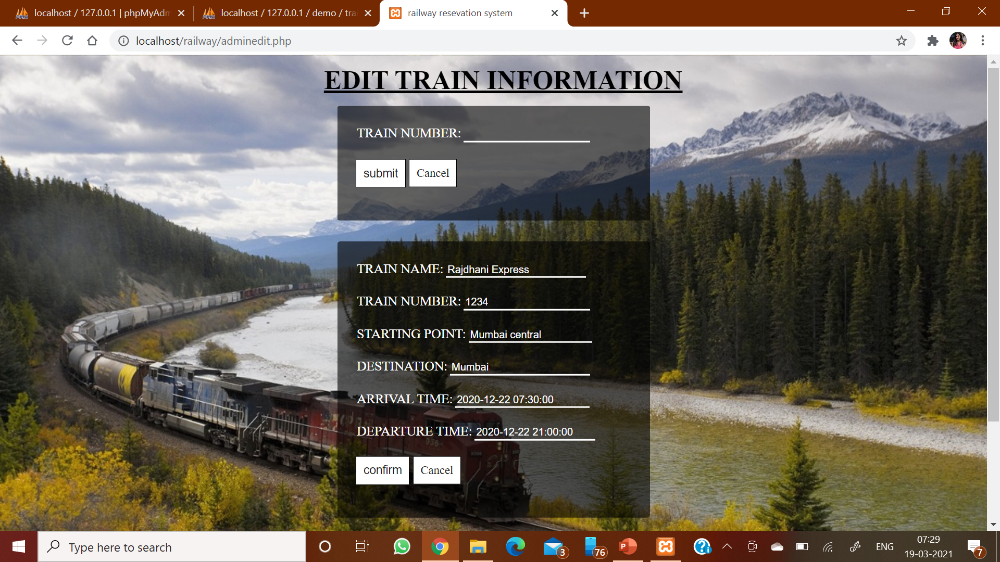 localhost / 127.0.0.1 | phpMyAdm
localhost / 127.0.0.1 / demo / trai
railway resevation system
localhost/railway/adminedit.php
EDIT TRAIN INFORMATION
TRAIN NUMBER:
submit Cancel
TRAIN NAME: Rajdhani Express
TRAIN NUMBER: 1234
STARTING POINT: Mumbai central
DESTINATION: Mumbai
ARRIVAL TIME: 2020-12-22 07:30:00
DEPARTURE TIME: 2020-12-22 21:00:00
confirm Cancel
Type here to search
3
76
ENG
07:29
19-03-2021
7